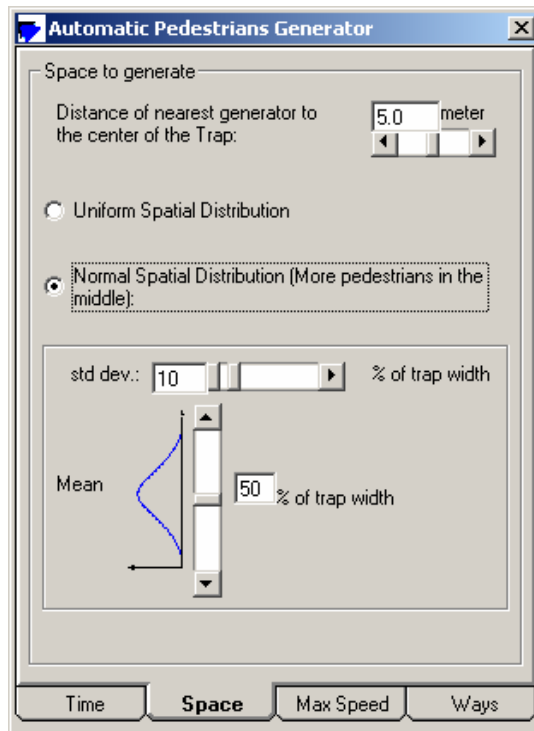 Automatic Pedestrians Generator
Space to generate
Distance of nearest generator to
the center of the Trap:
5.0 meter
Uniform Spatial Distribution
Normal Spatial Distribution (More pedestrians in the
middle):
std dev.: 10 % of trap width
Mean 50 % of trap width
Time Space Max Speed Ways